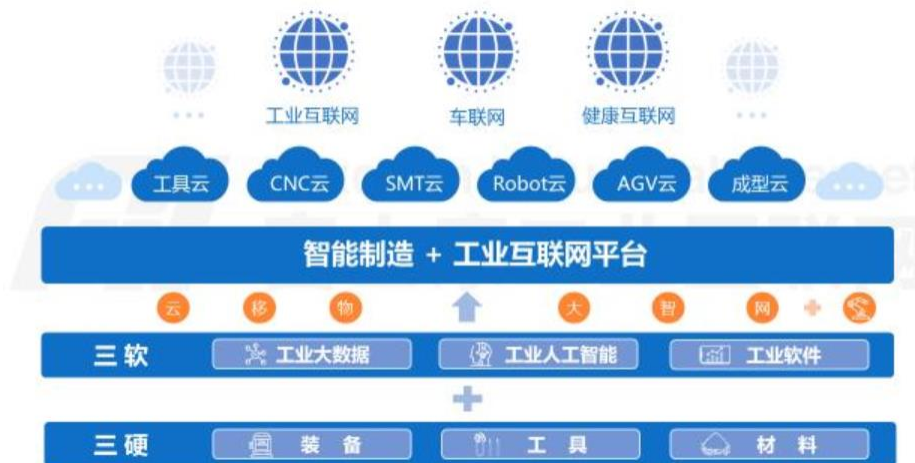 工业互联网 车联网 健康互联网
工具云 CNC云 SMT云 Robot云 AGV云 成型云
智能制造 + 工业互联网平台
云 移 物 大 智 网
三软 工业大数据 工业人工智能 工业软件
三硬 装备 工具 材料